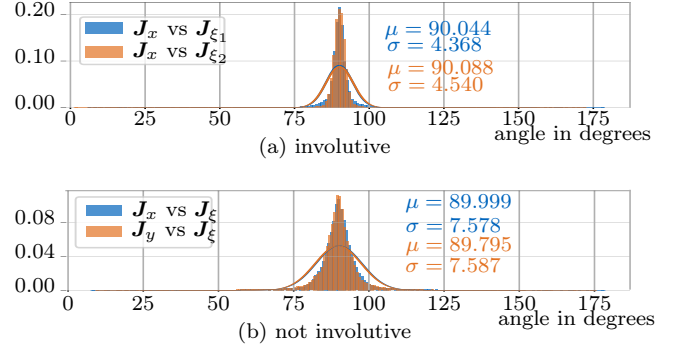 0.20
0.10
0.00
J_x vs J_ξ₁
J_x vs J_ξ₂
μ = 90.044
σ = 4.368
μ = 90.088
σ = 4.540
0 25 50 75 100 125 150 175
angle in degrees
(a) involutive
0.08
0.04
0.00
J_x vs J_ξ
J_y vs J_ξ
μ = 89.999
σ = 7.578
μ = 89.795
σ = 7.587
0 25 50 75 100 125 150 175
angle in degrees
(b) not involutive